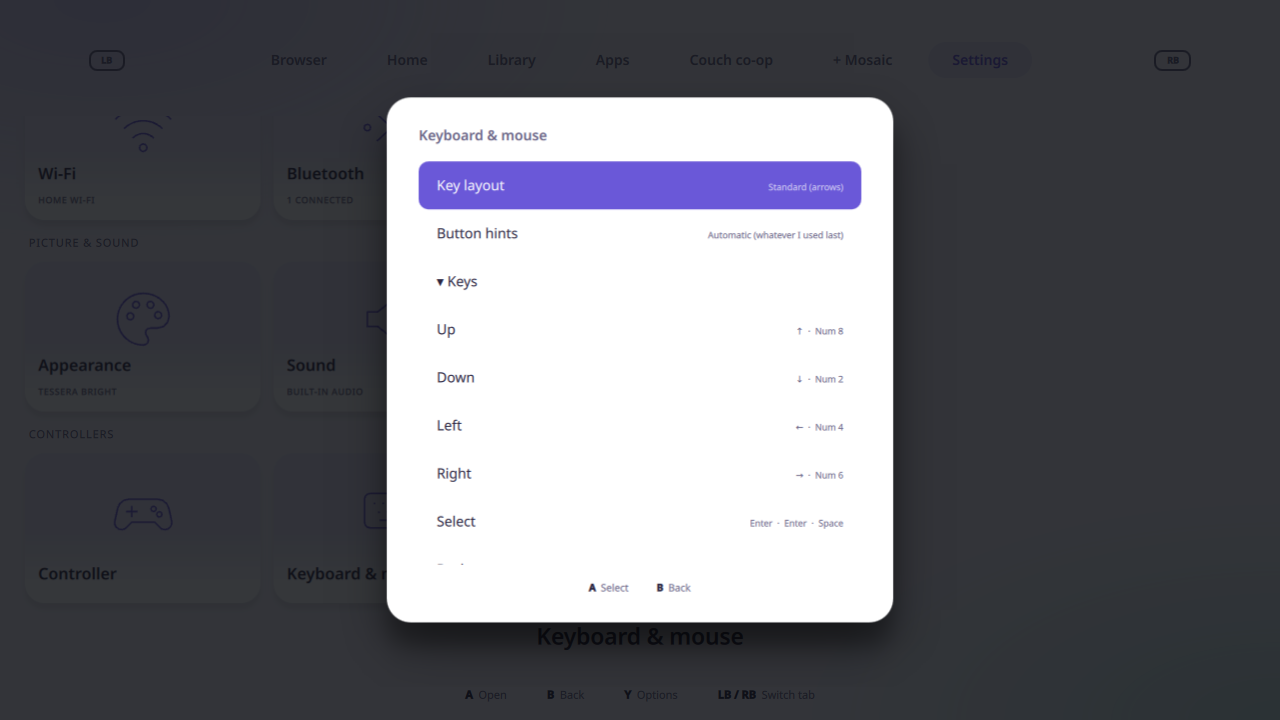 LB
Browser
Home
Library
Apps
Couch co-op
+ Mosaic
Settings
RB
Keyboard & mouse
Key layout
Standard (arrows)
Button hints
Automatic (whatever I used last)
▾ Keys
Up
↑ · Num 8
Down
↓ · Num 2
Left
← · Num 4
Right
→ · Num 6
Select
Enter · Enter · Space
A Select
B Back
Wi-Fi
HOME WI-FI
Bluetooth
1 CONNECTED
PICTURE & SOUND
Appearance
TESSERA BRIGHT
Sound
BUILT-IN AUDIO
CONTROLLERS
Controller
Keyboard &
Keyboard & mouse
A Open
B Back
Y Options
LB / RB Switch tab